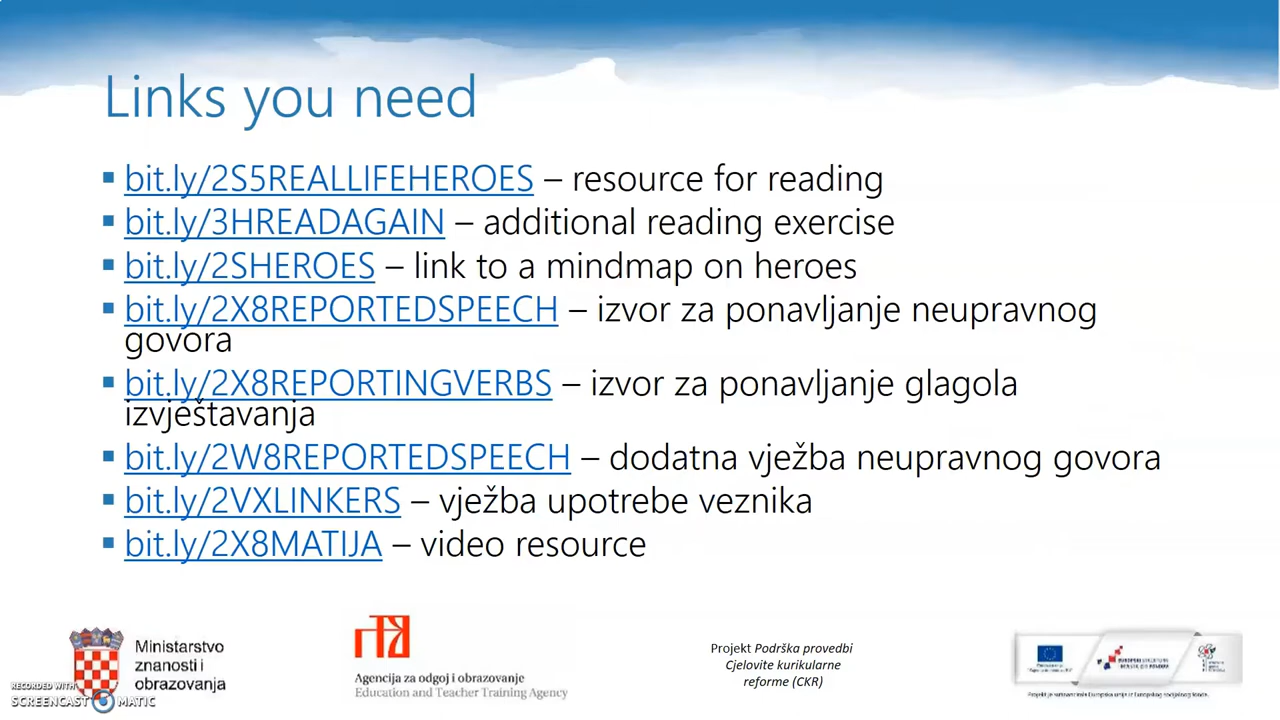 Links you need
bit.ly/2S5REALLIFEHEROES – resource for reading
bit.ly/3HREADAGAIN – additional reading exercise
bit.ly/2SHEROES – link to a mindmap on heroes
bit.ly/2X8REPORTEDSPEECH – izvor za ponavljanje neupravnog
govora
bit.ly/2X8REPORTINGVERBS – izvor za ponavljanje glagola
izvještavanja
bit.ly/2W8REPORTEDSPEECH – dodatna vježba neupravnog govora
bit.ly/2VXLINKERS – vježba upotrebe veznika
bit.ly/2X8MATIJA – video resource
Ministarstvo
znanosti i
obrazovanja
Agencija za odgoj i obrazovanje
Education and Teacher Training Agency
Projekt Podrška provedbi
Cjelovite kurikularne
reforme (CKR)
RECORDED WITH
SCREENCAST MATIC